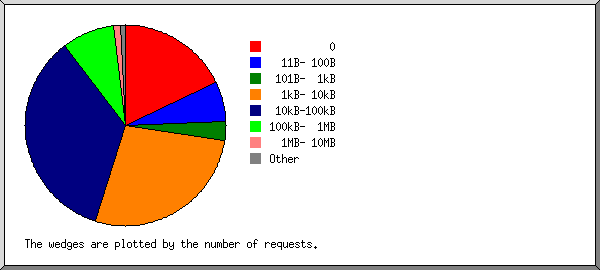 0
11B- 100B
101B- 1kB
1kB- 10kB
10kB-100kB
100kB- 1MB
1MB- 10MB
Other
The wedges are plotted by the number of requests.